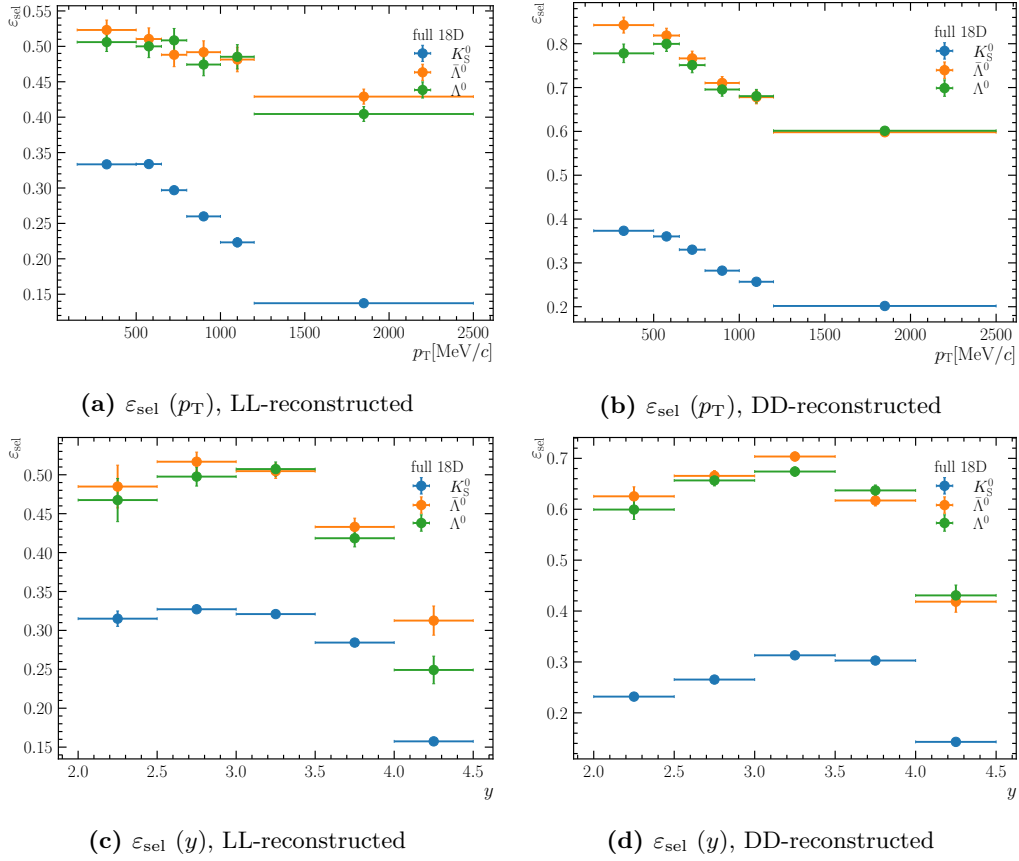 ε_sel
0.55
0.50
0.45
0.40
0.35
0.30
0.25
0.20
0.15
500 1000 1500 2000 2500
p_T[MeV/c]
full 18D
K_S^0
Λ̄^0
Λ^0
(a) ε_sel (p_T), LL-reconstructed
ε_sel
0.8
0.7
0.6
0.5
0.4
0.3
0.2
500 1000 1500 2000 2500
p_T[MeV/c]
full 18D
K_S^0
Λ̄^0
Λ^0
(b) ε_sel (p_T), DD-reconstructed
ε_sel
0.50
0.45
0.40
0.35
0.30
0.25
0.20
0.15
2.0 2.5 3.0 3.5 4.0 4.5
y
full 18D
K_S^0
Λ̄^0
Λ^0
(c) ε_sel (y), LL-reconstructed
ε_sel
0.7
0.6
0.5
0.4
0.3
0.2
2.0 2.5 3.0 3.5 4.0 4.5
y
full 18D
K_S^0
Λ̄^0
Λ^0
(d) ε_sel (y), DD-reconstructed